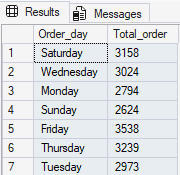 Results Messages
Order_day Total_order
1 Saturday 3158
2 Wednesday 3024
3 Monday 2794
4 Sunday 2624
5 Friday 3538
6 Thursday 3239
7 Tuesday 2973